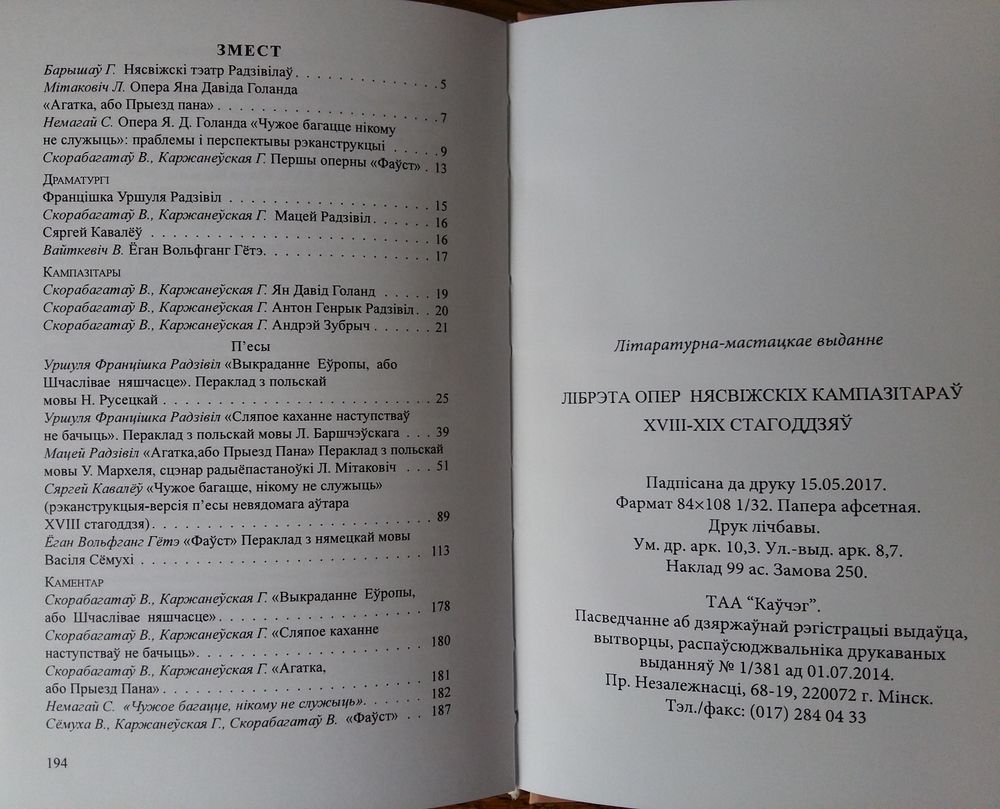 ЗМЕСТ
Барышаў Г. Нясвіжскі тэатр Радзівілаў. . . . . . . . . . . . . . . 5
Мітаковіч Л. Опера Яна Давіда Голанда
«Агатка, або Прыезд пана» . . . . . . . . . . . . . . . . . . . . . . 7
Немагай С. Опера Я. Д. Голанда «Чужое багацце нікому
не служыць»: праблемы і перспектывы рэканструкцыі . . . . . 9
Скорабагатаў В., Каржанеўская Г. Першы оперны «Фаўст» . 13
Драматургі
Францішка Уршуля Радзівіл . . . . . . . . . . . . . . . . . . . . . 15
Скорабагатаў В., Каржанеўская Г. Мацей Радзівіл. . . . . . . 16
Сяргей Кавалёў . . . . . . . . . . . . . . . . . . . . . . . . . . . . . 16
Вайткевіч В. Ёган Вольфганг Гётэ. . . . . . . . . . . . . . . . . . 17
Кампазітары
Скорабагатаў В., Каржанеўская Г. Ян Давід Голанд . . . . . 19
Скорабагатаў В., Каржанеўская Г. Антон Генрык Радзівіл. . 20
Скорабагатаў В., Каржанеўская Г. Андрэй Зубрыч . . . . . . 21
П’есы
Уршуля Францішка Радзівіл «Выкраданне Еўропы, або
Шчаслівае няшчасце». Пераклад з польскай
мовы Н. Русецкай . . . . . . . . . . . . . . . . . . . . . . . . . . . 25
Уршуля Францішка Радзівіл «Сляпое каханне наступстваў
не бачыць». Пераклад з польскай мовы Л. Баршчэўскага . . . 39
Мацей Радзівіл «Агатка,або Прыезд Пана» Пераклад з польскай
мовы У. Мархеля, сцэнар радыёпастаноўкі Л. Мітаковіч . . . 51
Сяргей Кавалёў «Чужое багацце, нікому не служыць»
(рэканструкцыя-версія п’есы невядомага аўтара
XVIII стагоддзя) . . . . . . . . . . . . . . . . . . . . . . . . . . . . 89
Ёган Вольфганг Гётэ «Фаўст» Пераклад з нямецкай мовы
Васіля Сёмухі . . . . . . . . . . . . . . . . . . . . . . . . . . . . . . 113
Каментар
Скорабагатаў В., Каржанеўская Г. «Выкраданне Еўропы,
або Шчаслівае няшчасце» . . . . . . . . . . . . . . . . . . . . . . 178
Скорабагатаў В., Каржанеўская Г. «Сляпое каханне
наступстваў не бачыць». . . . . . . . . . . . . . . . . . . . . . . . 180
Скорабагатаў В., Каржанеўская Г. «Агатка,
або Прыезд Пана» . . . . . . . . . . . . . . . . . . . . . . . . . . . 181
Немагай С. «Чужое багацце, нікому не служыць». . . . . . . . 182
Сёмуха В., Каржанеўская Г., Скорабагатаў В. «Фаўст» . . 187
194
Літаратурна-мастацкае выданне
ЛІБРЭТА ОПЕР НЯСВІЖСКІХ КАМПАЗІТАРАЎ
XVIII-XIX СТАГОДДЗЯЎ
Падпісана да друку 15.05.2017.
Фармат 84×108 1/32. Папера афсетная.
Друк лічбавы.
Ум. др. арк. 10,3. Ул.-выд. арк. 8,7.
Наклад 99 ас. Замова 250.
ТАА “Каўчэг”.
Пасведчанне аб дзяржаўнай рэгістрацыі выдаўца,
вытворцы, распаўсюджвальніка друкаваных
выданняў № 1/381 ад 01.07.2014.
Пр. Незалежнасці, 68-19, 220072 г. Мінск.
Тэл./факс: (017) 284 04 33